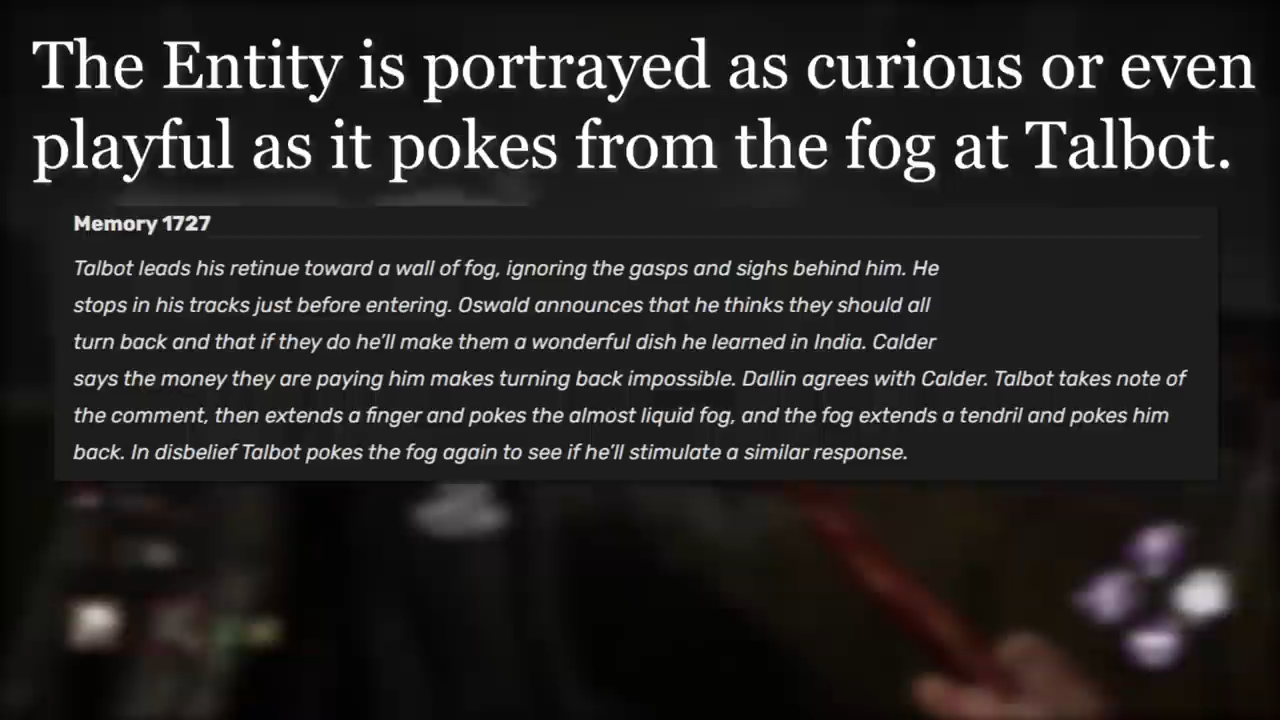 The Entity is portrayed as curious or even
playful as it pokes from the fog at Talbot.
Memory 1727
Talbot leads his retinue toward a wall of fog, ignoring the gasps and sighs behind him. He
stops in his tracks just before entering. Oswald announces that he thinks they should all
turn back and that if they do he'll make them a wonderful dish he learned in India. Calder
says the money they are paying him makes turning back impossible. Dallin agrees with Calder. Talbot takes note of
the comment, then extends a finger and pokes the almost liquid fog, and the fog extends a tendril and pokes him
back. In disbelief Talbot pokes the fog again to see if he'll stimulate a similar response.